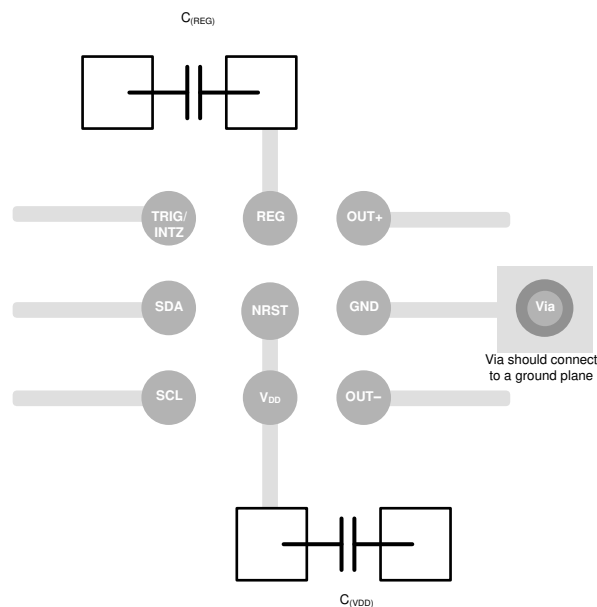 C(REG)
TRIG/
INTZ
REG
OUT+
SDA
NRST
GND
Via
Via should connect
to a ground plane
SCL
VDD
OUT−
C(VDD)